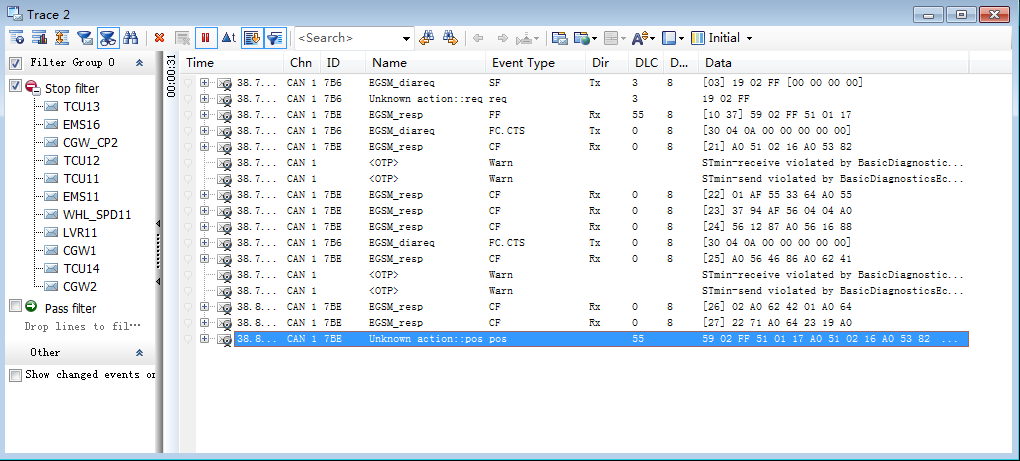 Trace 2
<Search>
Initial
Filter Group 0
Stop filter
TCU13
EMS16
CGW_CP2
TCU12
TCU11
EMS11
WHL_SPD11
LVR11
CGW1
TCU14
CGW2
Pass filter
Drop lines to fil...
Other
Show changed events or
00:00:31
Time Chn ID Name Event Type Dir DLC D... Data
38.7... CAN 1 7B6 EGSM_diareq SF Tx 3 8 [03] 19 02 FF [00 00 00 00]
38.7... CAN 1 7B6 Unknown action::req req 3 19 02 FF
38.7... CAN 1 7BE EGSM_resp FF Rx 55 8 [10 37] 59 02 FF 51 01 17
38.7... CAN 1 7B6 EGSM_diareq FC.CTS Tx 0 8 [30 04 0A 00 00 00 00 00]
38.7... CAN 1 7BE EGSM_resp CF Rx 0 8 [21] A0 51 02 16 A0 53 82
38.7... CAN 1 <OTP> Warn STmin-receive violated by BasicDiagnostic...
38.7... CAN 1 <OTP> Warn STmin-send violated by BasicDiagnosticsEc...
38.7... CAN 1 7BE EGSM_resp CF Rx 0 8 [22] 01 AF 55 33 64 A0 55
38.7... CAN 1 7BE EGSM_resp CF Rx 0 8 [23] 37 94 AF 56 04 04 A0
38.7... CAN 1 7BE EGSM_resp CF Rx 0 8 [24] 56 12 87 A0 56 16 88
38.7... CAN 1 7B6 EGSM_diareq FC.CTS Tx 0 8 [30 04 0A 00 00 00 00 00]
38.7... CAN 1 7BE EGSM_resp CF Rx 0 8 [25] A0 56 46 86 A0 62 41
38.7... CAN 1 <OTP> Warn STmin-receive violated by BasicDiagnostic...
38.7... CAN 1 <OTP> Warn STmin-send violated by BasicDiagnosticsEc...
38.8... CAN 1 7BE EGSM_resp CF Rx 0 8 [26] 02 A0 62 42 01 A0 64
38.8... CAN 1 7BE EGSM_resp CF Rx 0 8 [27] 22 71 A0 64 23 19 A0
38.8... CAN 1 7BE Unknown action::pos pos 55 59 02 FF 51 01 17 A0 51 02 16 A0 53 82 ...